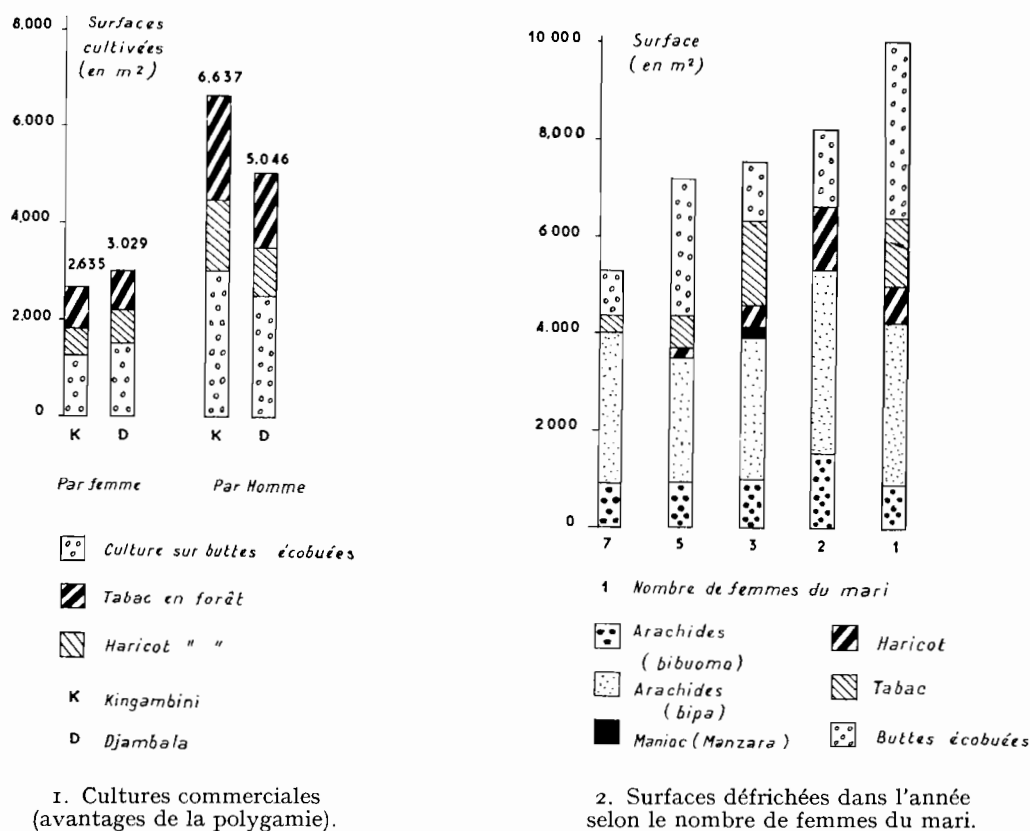 Surfaces
cultivées
(en m²)
8,000
6.000
4,000
2,000
0
2.635
3.029
6,637
5.046
K D K D
Par femme Par Homme
Culture sur buttes écobuées
Tabac en forêt
Haricot " "
K Kingambini
D Djambala
1. Cultures commerciales
(avantages de la polygamie).
Surface
(en m²)
10 000
8,000
6 000
4 000
2 000
0
7 5 3 2 1
1 Nombre de femmes du mari
Arachides
(bibuomo)
Arachides
(bipa)
Manioc (Manzara)
Haricot
Tabac
Buttes écobuées
2. Surfaces défrichées dans l'année
selon le nombre de femmes du mari.